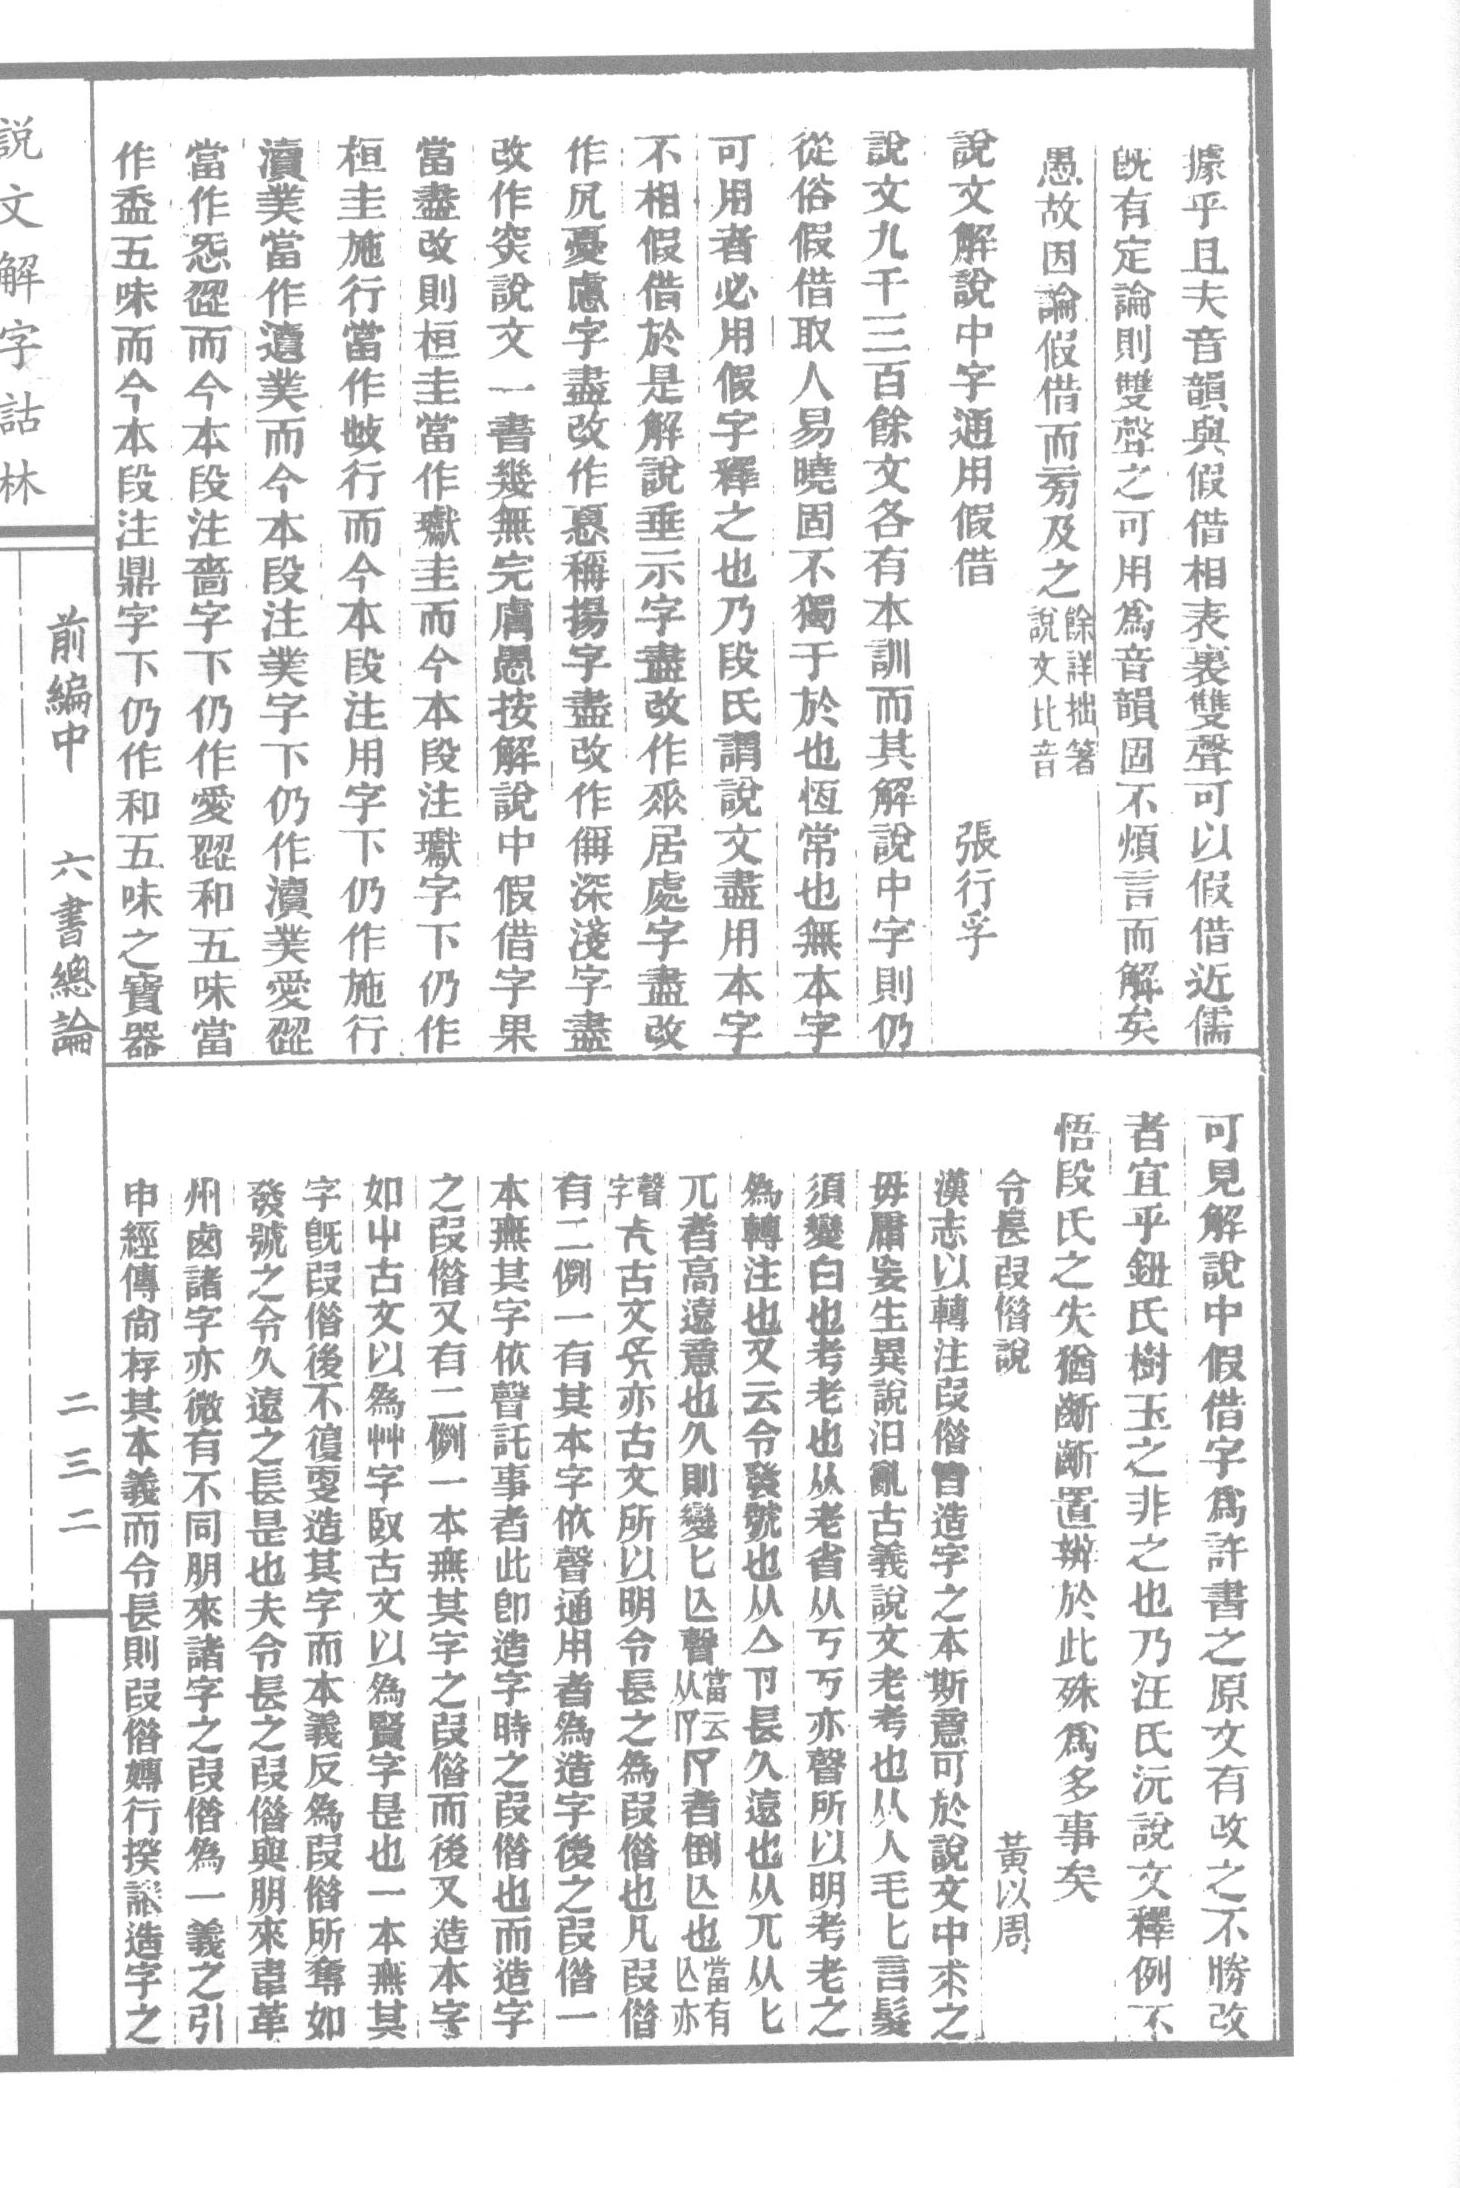 據乎且夫音韻與假借相表裏雙聲可以假借近儒
旣有定論則雙聲之可用爲音韻固不煩言而解矣
愚故因論假借而旁及之餘詳拙箸說文比音
說文解說中字通用假借
張行孚
說文九千三百餘文各有本訓而其解說中字則仍
從俗假借取人易曉固不獨于於也恆常也無本字
可用者必用假字釋之也乃段氏謂說文盡用本字
不相假借於是解說垂示字盡改作𠂹居處字盡改
作凥憂慮字盡改作惪稱揚字盡改作偁深淺字盡
改作㴱說文一書幾無完膚愚按解說中假借字果
當盡改則桓圭當作瓛圭而今本段注瓛字下仍作
桓圭施行當作㢮行而今本段注用字下仍作施行
瀆業當作遺業而今本段注業字下仍作瀆業愛歰
當作㤅歰而今本段注嗇字下仍作愛歰和五味當
作盉五味而今本段注鼎字下仍作和五味之寶器
可見解說中假借字爲許書之原文有改之不勝改
者宜乎鈕氏樹玉之非之也乃汪氏沅說文釋例不
悟段氏之失猶齗齗置辨於此殊爲多事矣
令長叚借說
黃以周
漢志以轉注叚借皆造字之本斯意可於說文中求之
毋庸妄生異說汨亂古義說文老考也从人毛匕言髮
須變白也考老也从老省从丂丂亦聲所以明考老之
爲轉注也又云令發號也从亼卪長久遠也从兀从匕
兀者高遠意也久則變匕亾聲當云从𠤎𠤎者倒亾也當有亾亦
聲字𠑷古文𨱗亦古文所以明令長之爲叚借也凡叚借
有二例一有其本字依聲通用者爲造字後之叚借一
本無其字依聲託事者此卽造字時之叚借也而造字
之叚借又有二例一本無其字之叚借而後又造本字
如屮古文以爲艸字臤古文以爲賢字是也一本無其
字旣叚借後不復更造其字而本義反爲叚借所奪如
發號之令久遠之長是也夫令長之叚借與朋來韋革
州㢴諸字亦微有不同朋來諸字之叚借爲一義之引
申經傳尙存其本義而令長則叚借專行揆諸造字之
說文解字詁林
前編中 六書總論
二三二